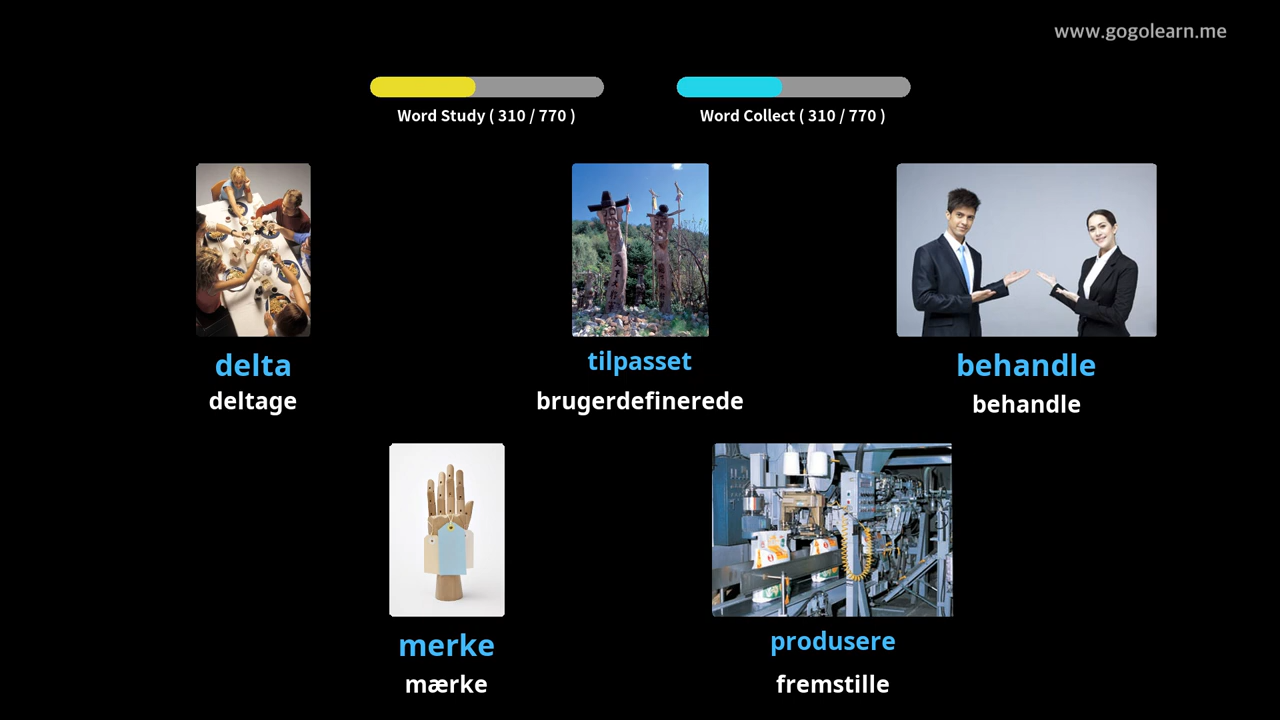 www.gogolearn.me
Word Study ( 310 / 770 )
Word Collect ( 310 / 770 )
delta
deltage
tilpasset
brugerdefinerede
behandle
behandle
merke
mærke
produsere
fremstille